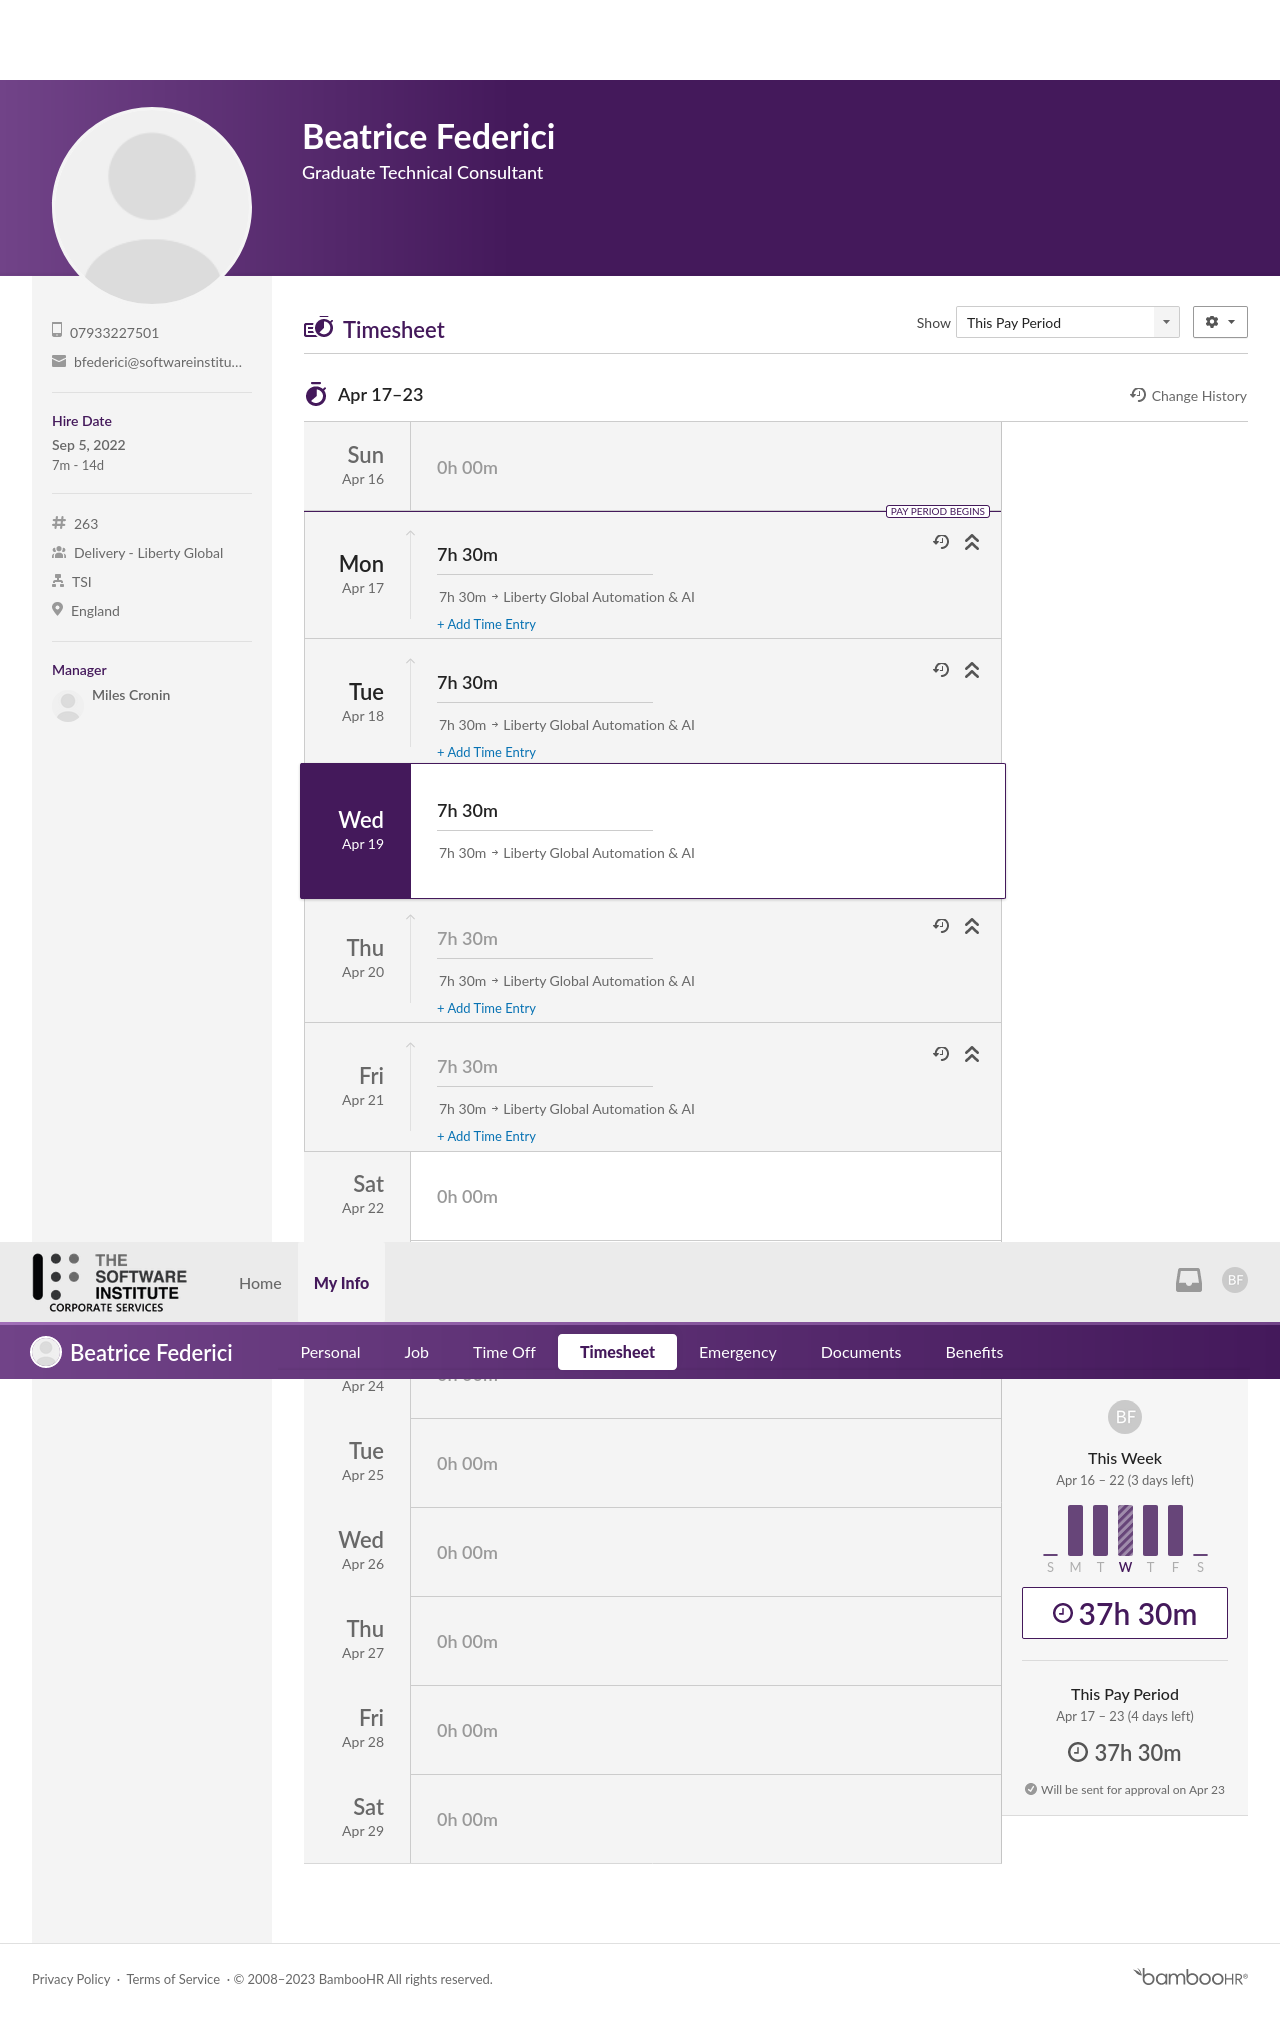 Beatrice Federici
Graduate Technical Consultant
07933227501
bfederici@softwareinstitu...
Hire Date
Sep 5, 2022
7m - 14d
263
Delivery - Liberty Global
TSI
England
Manager
Miles Cronin
Timesheet
Show This Pay Period
Apr 17–23
Change History
Sun
Apr 16
0h 00m
PAY PERIOD BEGINS
Mon
Apr 17
7h 30m
7h 30m → Liberty Global Automation & AI
+ Add Time Entry
Tue
Apr 18
7h 30m
7h 30m → Liberty Global Automation & AI
+ Add Time Entry
Wed
Apr 19
7h 30m
7h 30m → Liberty Global Automation & AI
Thu
Apr 20
7h 30m
7h 30m → Liberty Global Automation & AI
+ Add Time Entry
Fri
Apr 21
7h 30m
7h 30m → Liberty Global Automation & AI
+ Add Time Entry
Sat
Apr 22
0h 00m
THE
SOFTWARE
INSTITUTE
CORPORATE SERVICES
Home
My Info
BF
Beatrice Federici
Personal
Job
Time Off
Timesheet
Emergency
Documents
Benefits
Apr 24
Tue
Apr 25
0h 00m
Wed
Apr 26
0h 00m
Thu
Apr 27
0h 00m
Fri
Apr 28
0h 00m
Sat
Apr 29
0h 00m
BF
This Week
Apr 16 – 22 (3 days left)
S M T W T F S
37h 30m
This Pay Period
Apr 17 – 23 (4 days left)
37h 30m
Will be sent for approval on Apr 23
Privacy Policy · Terms of Service · © 2008–2023 BambooHR All rights reserved.
bambooHR®